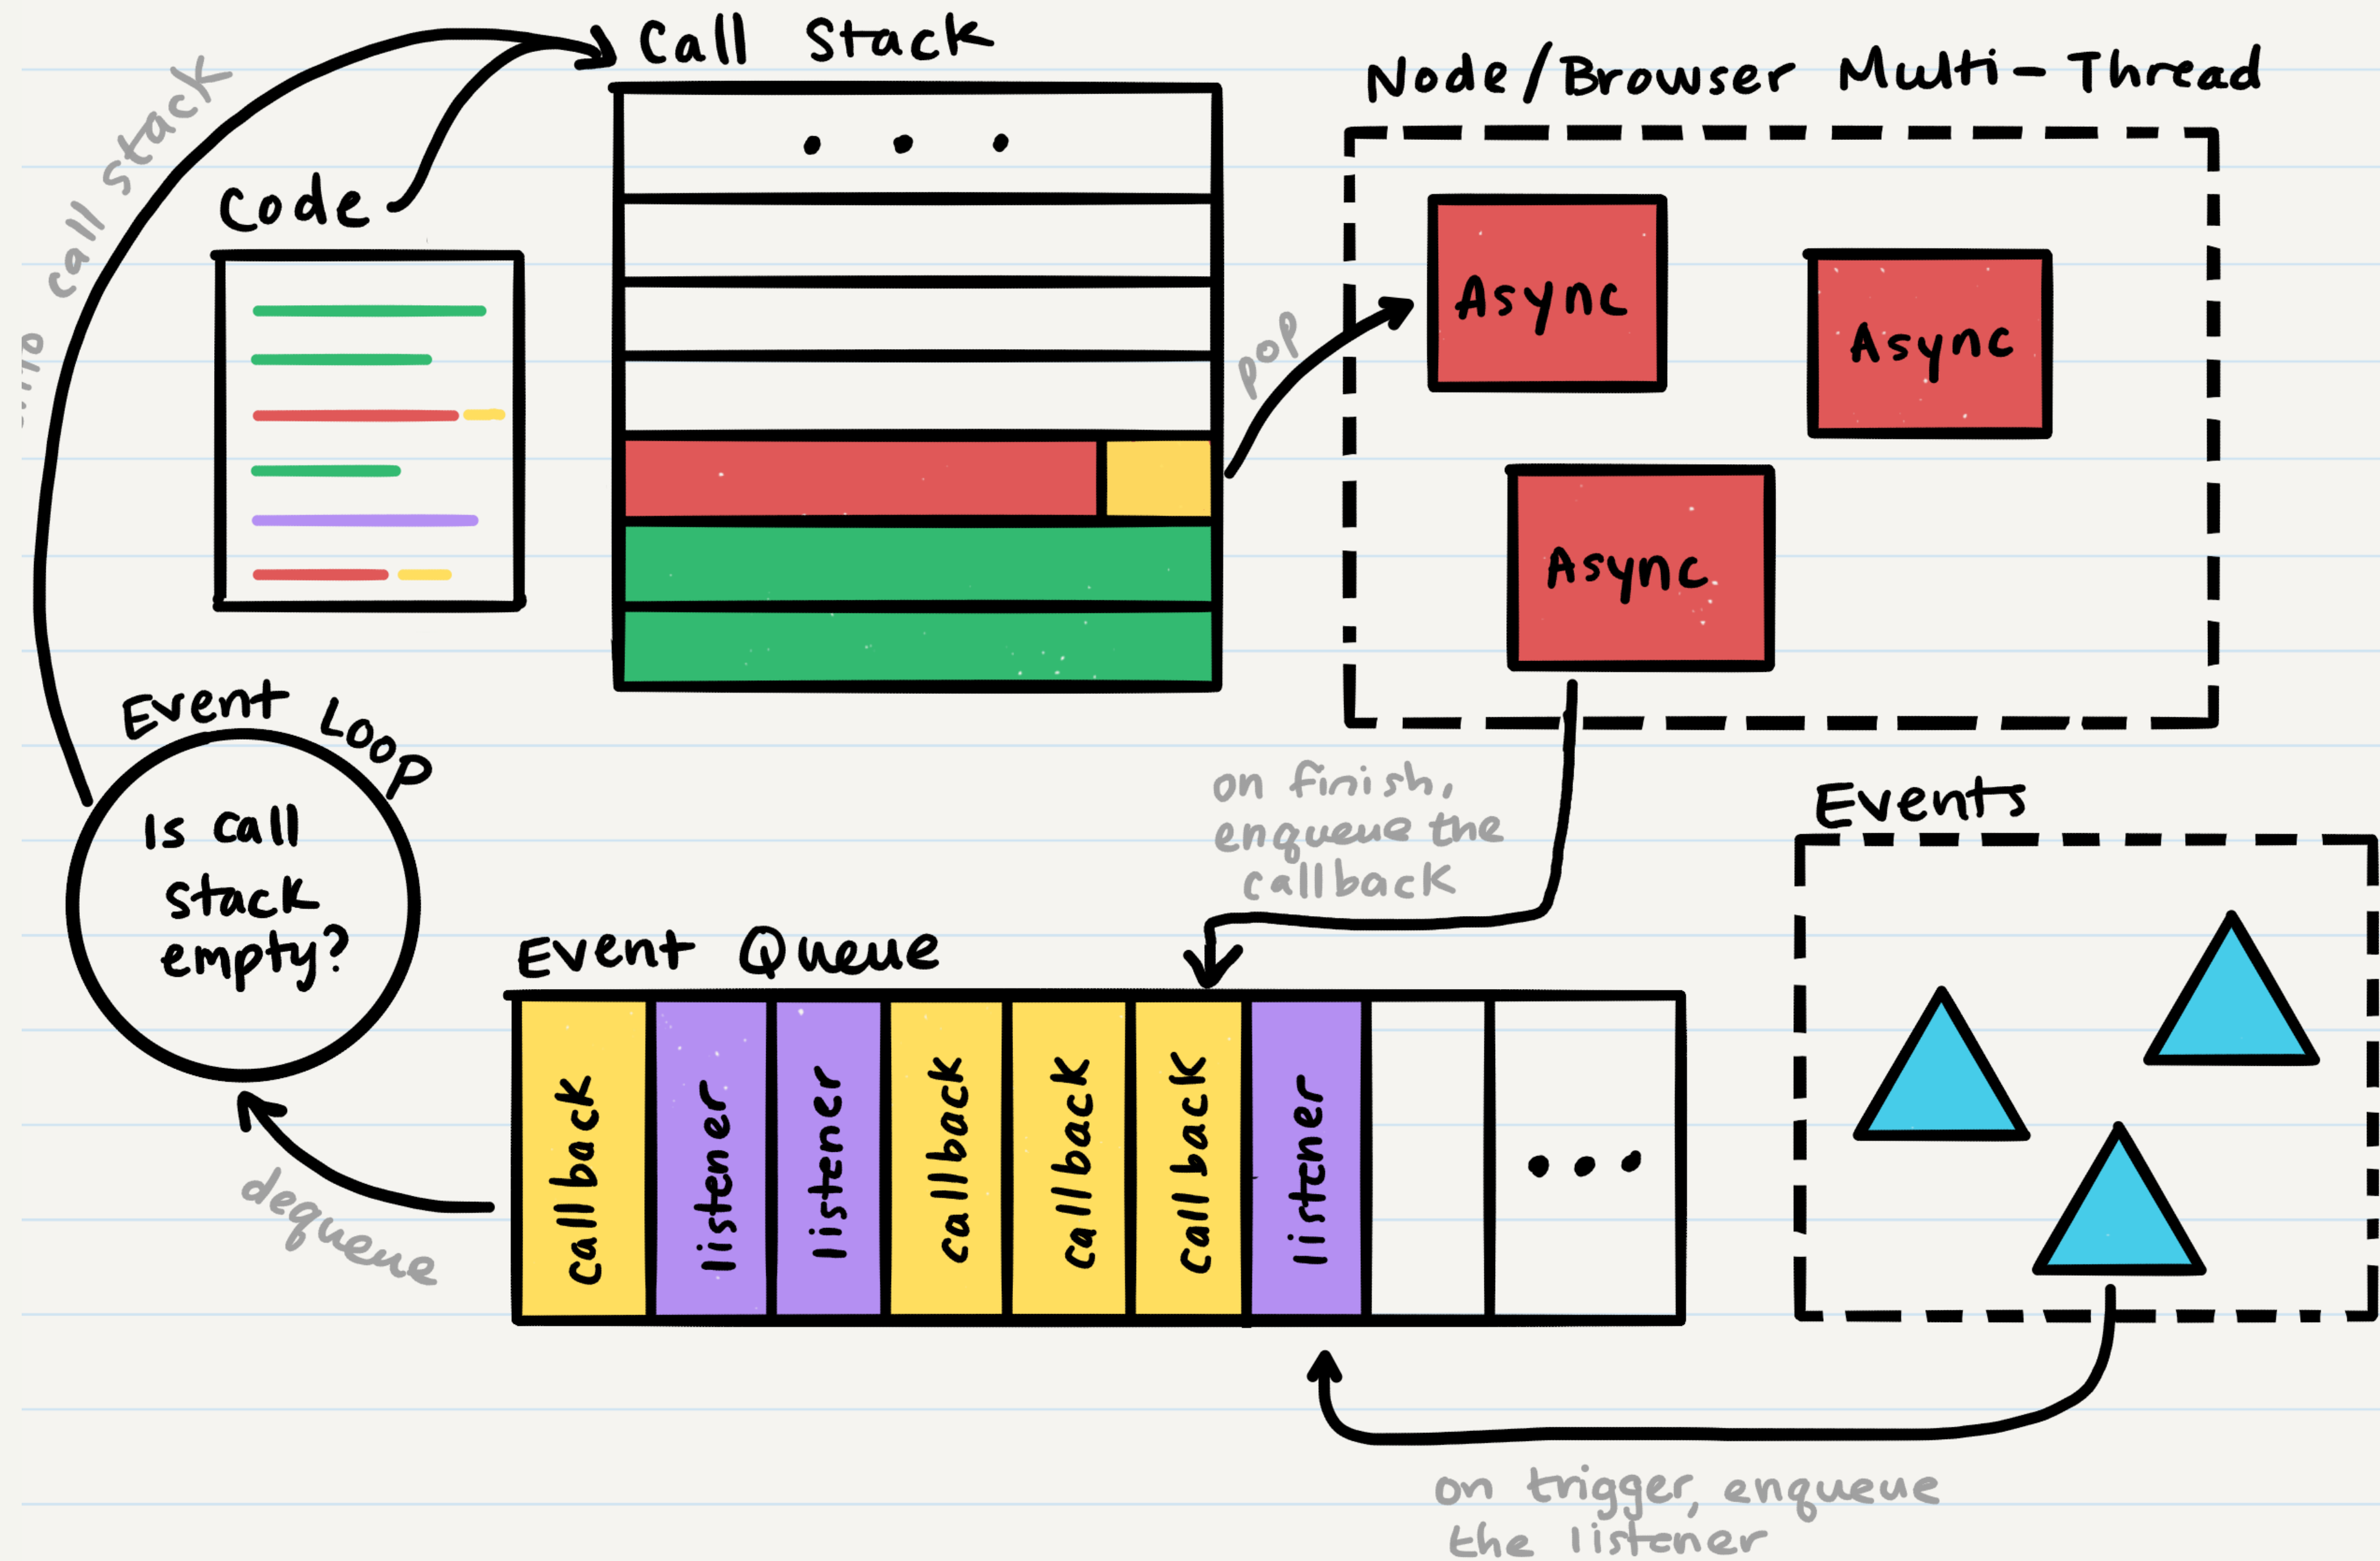 Call Stack
Node/Browser Multi-Thread
call stack
Code
pop
Async
Async
Async
Event Loop
Is call
stack
empty?
on finish,
enqueue the
callback
Events
Event Queue
callback
listener
listener
callback
callback
callback
listener
dequeue
on trigger, enqueue
the listener